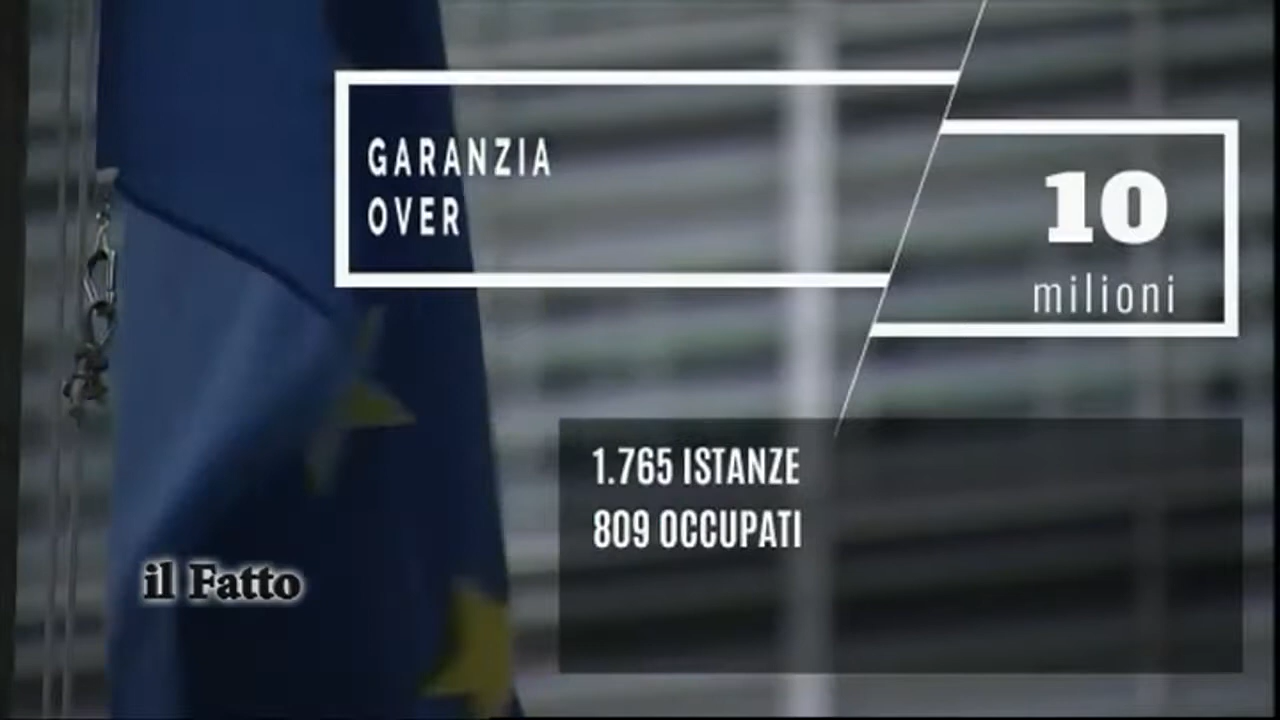 GARANZIA
OVER
10
milioni
1.765 ISTANZE
809 OCCUPATI
il Fatto